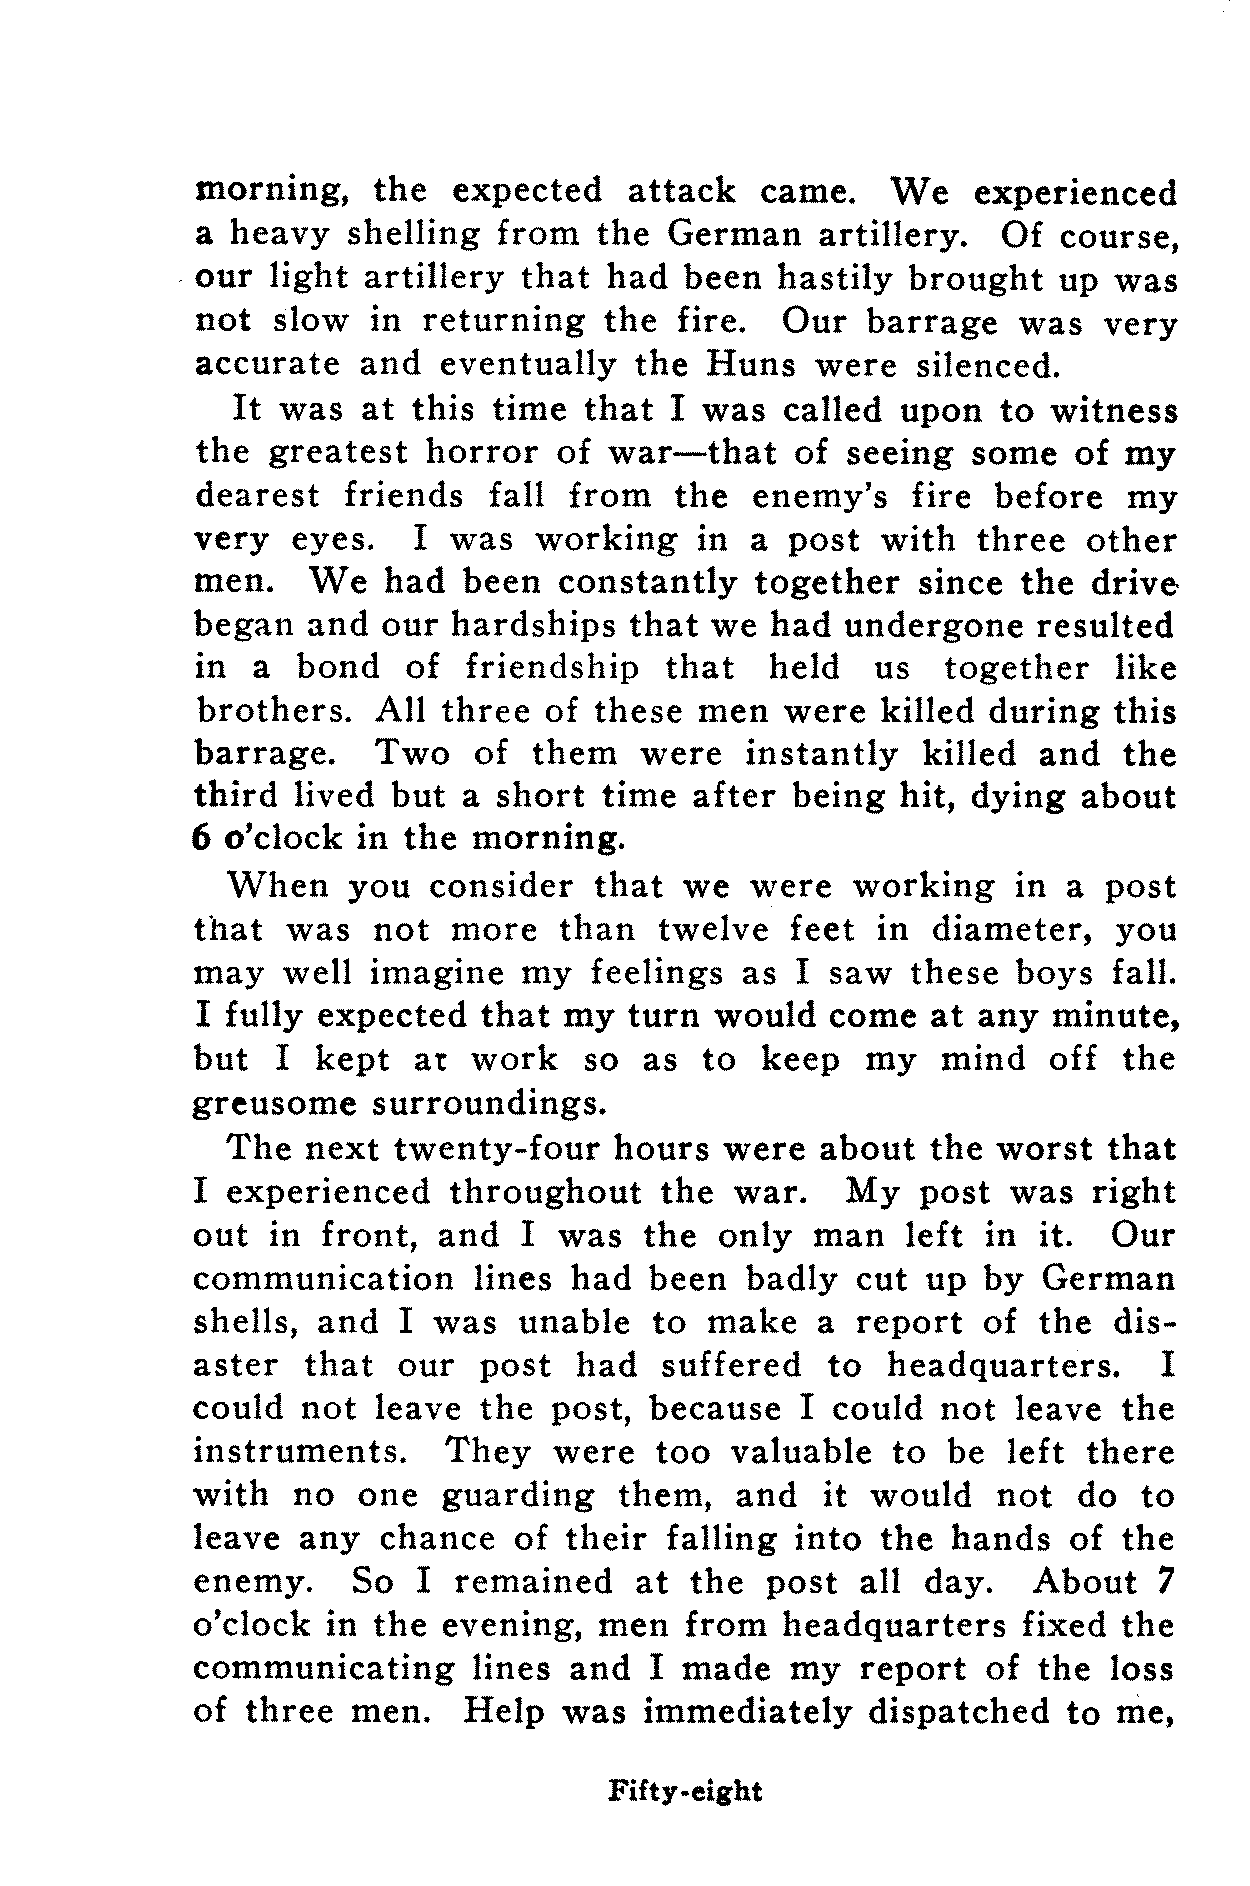 morning, the expected attack came. We experienced
a heavy shelling from the German artillery. Of course,
our light artillery that had been hastily brought up was
not slow in returning the fire. Our barrage was very
accurate and eventually the Huns were silenced.
It was at this time that I was called upon to witness
the greatest horror of war—that of seeing some of my
dearest friends fall from the enemy's fire before my
very eyes. I was working in a post with three other
men. We had been constantly together since the drive
began and our hardships that we had undergone resulted
in a bond of friendship that held us together like
brothers. All three of these men were killed during this
barrage. Two of them were instantly killed and the
third lived but a short time after being hit, dying about
6 o'clock in the morning.
When you consider that we were working in a post
that was not more than twelve feet in diameter, you
may well imagine my feelings as I saw these boys fall.
I fully expected that my turn would come at any minute,
but I kept at work so as to keep my mind off the
greusome surroundings.
The next twenty-four hours were about the worst that
I experienced throughout the war. My post was right
out in front, and I was the only man left in it. Our
communication lines had been badly cut up by German
shells, and I was unable to make a report of the dis-
aster that our post had suffered to headquarters. I
could not leave the post, because I could not leave the
instruments. They were too valuable to be left there
with no one guarding them, and it would not do to
leave any chance of their falling into the hands of the
enemy. So I remained at the post all day. About 7
o'clock in the evening, men from headquarters fixed the
communicating lines and I made my report of the loss
of three men. Help was immediately dispatched to me,
Fifty-eight